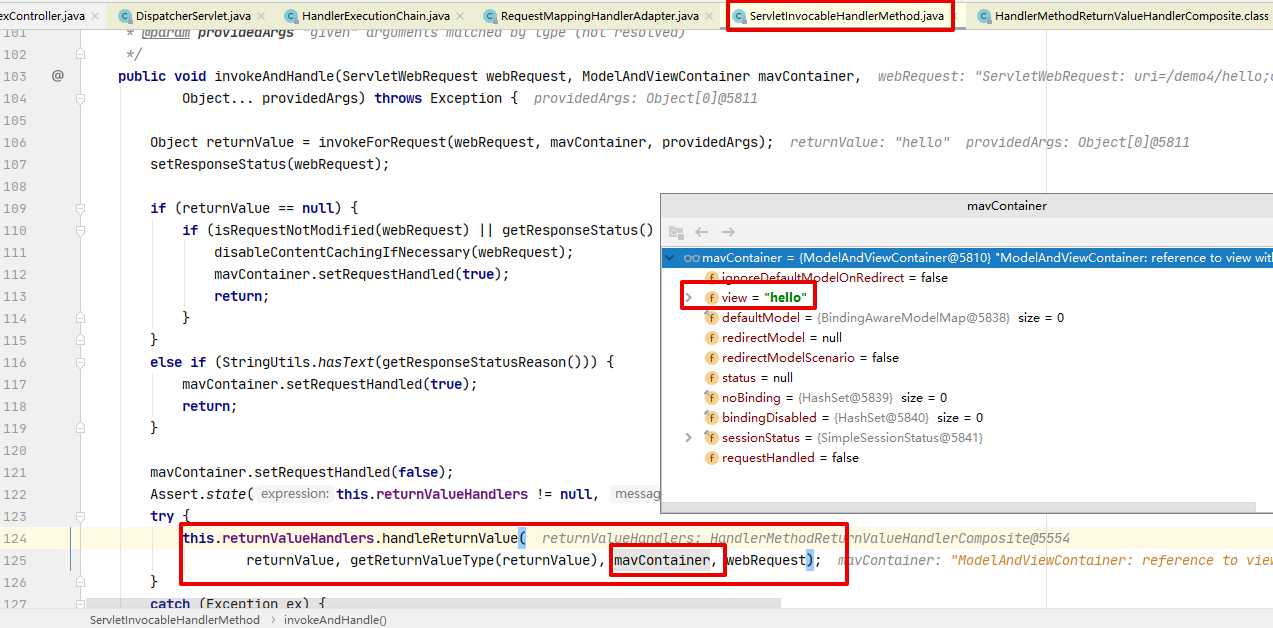 exController.java × DispatcherServlet.java × HandlerExecutionChain.java × RequestMappingHandlerAdapter.java × ServletInvocableHandlerMethod.java HandlerMethodReturnValueHandlerComposite.class
101 * @param providedArgs "given" arguments matched by type (not resolved)
102 */
103 @ public void invokeAndHandle(ServletWebRequest webRequest, ModelAndViewContainer mavContainer, webRequest: "ServletWebRequest: uri=/demo4/hello;c
104 Object... providedArgs) throws Exception { providedArgs: Object[0]@5811
105
106 Object returnValue = invokeForRequest(webRequest, mavContainer, providedArgs); returnValue: "hello" providedArgs: Object[0]@5811
107 setResponseStatus(webRequest);
108
109 if (returnValue == null) {
110 if (isRequestNotModified(webRequest) || getResponseStatus()
111 disableContentCachingIfNecessary(webRequest);
112 mavContainer.setRequestHandled(true);
113 return;
114 }
115 }
116 else if (StringUtils.hasText(getResponseStatusReason())) {
117 mavContainer.setRequestHandled(true);
118 return;
119 }
120
121 mavContainer.setRequestHandled(false);
122 Assert.state( expression: this.returnValueHandlers != null, messag
123 try {
124 this.returnValueHandlers.handleReturnValue( returnValueHandlers: HandlerMethodReturnValueHandlerComposite@5554
125 returnValue, getReturnValueType(returnValue), mavContainer, webRequest); mavContainer: "ModelAndViewContainer: reference to view
126 }
127 catch (Exception ex) {
mavContainer
mavContainer = {ModelAndViewContainer@5810} "ModelAndViewContainer: reference to view with
ignoreDefaultModelOnRedirect = false
view = "hello"
defaultModel = {BindingAwareModelMap@5838} size = 0
redirectModel = null
redirectModelScenario = false
status = null
noBinding = {HashSet@5839} size = 0
bindingDisabled = {HashSet@5840} size = 0
sessionStatus = {SimpleSessionStatus@5841}
requestHandled = false
ServletInvocableHandlerMethod › invokeAndHandle()